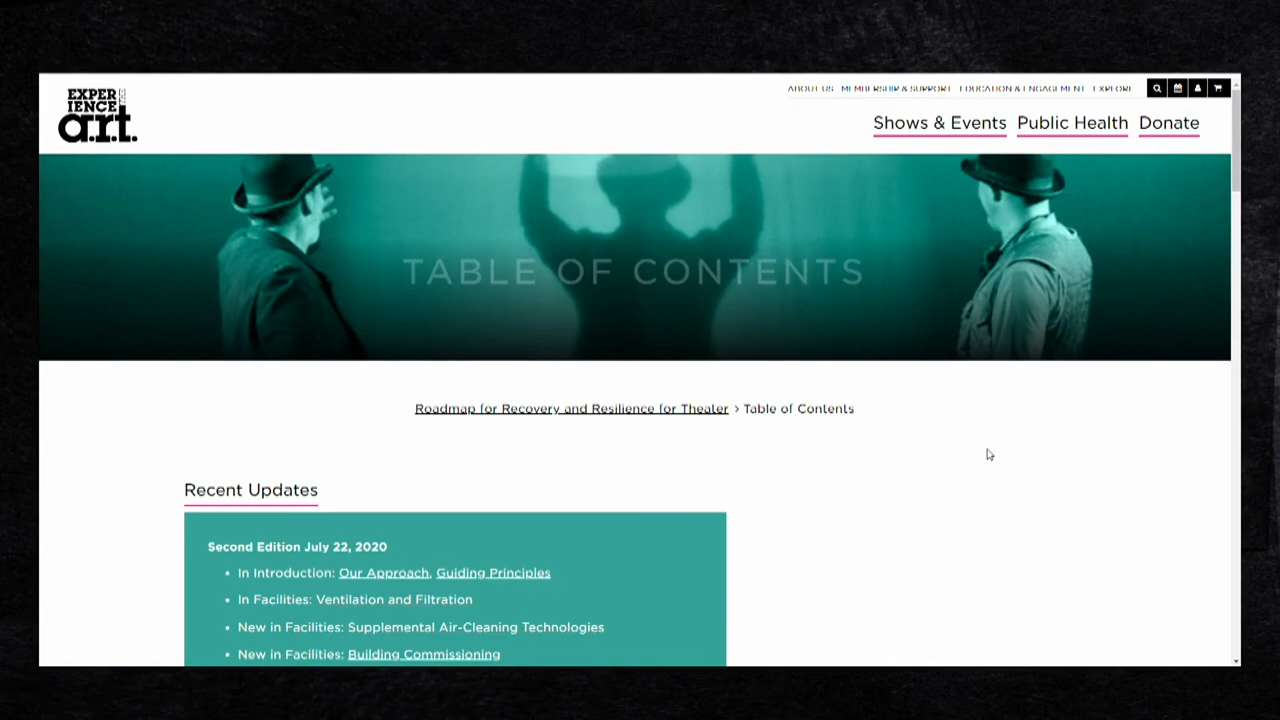 EXPERIENCE THE
a.r.t.
ABOUT US MEMBERSHIP & SUPPORT EDUCATION & ENGAGEMENT EXPLORE
Shows & Events Public Health Donate
TABLE OF CONTENTS
Roadmap for Recovery and Resilience for Theater > Table of Contents
Recent Updates
Second Edition July 22, 2020
• In Introduction: Our Approach, Guiding Principles
• In Facilities: Ventilation and Filtration
• New in Facilities: Supplemental Air-Cleaning Technologies
• New in Facilities: Building Commissioning